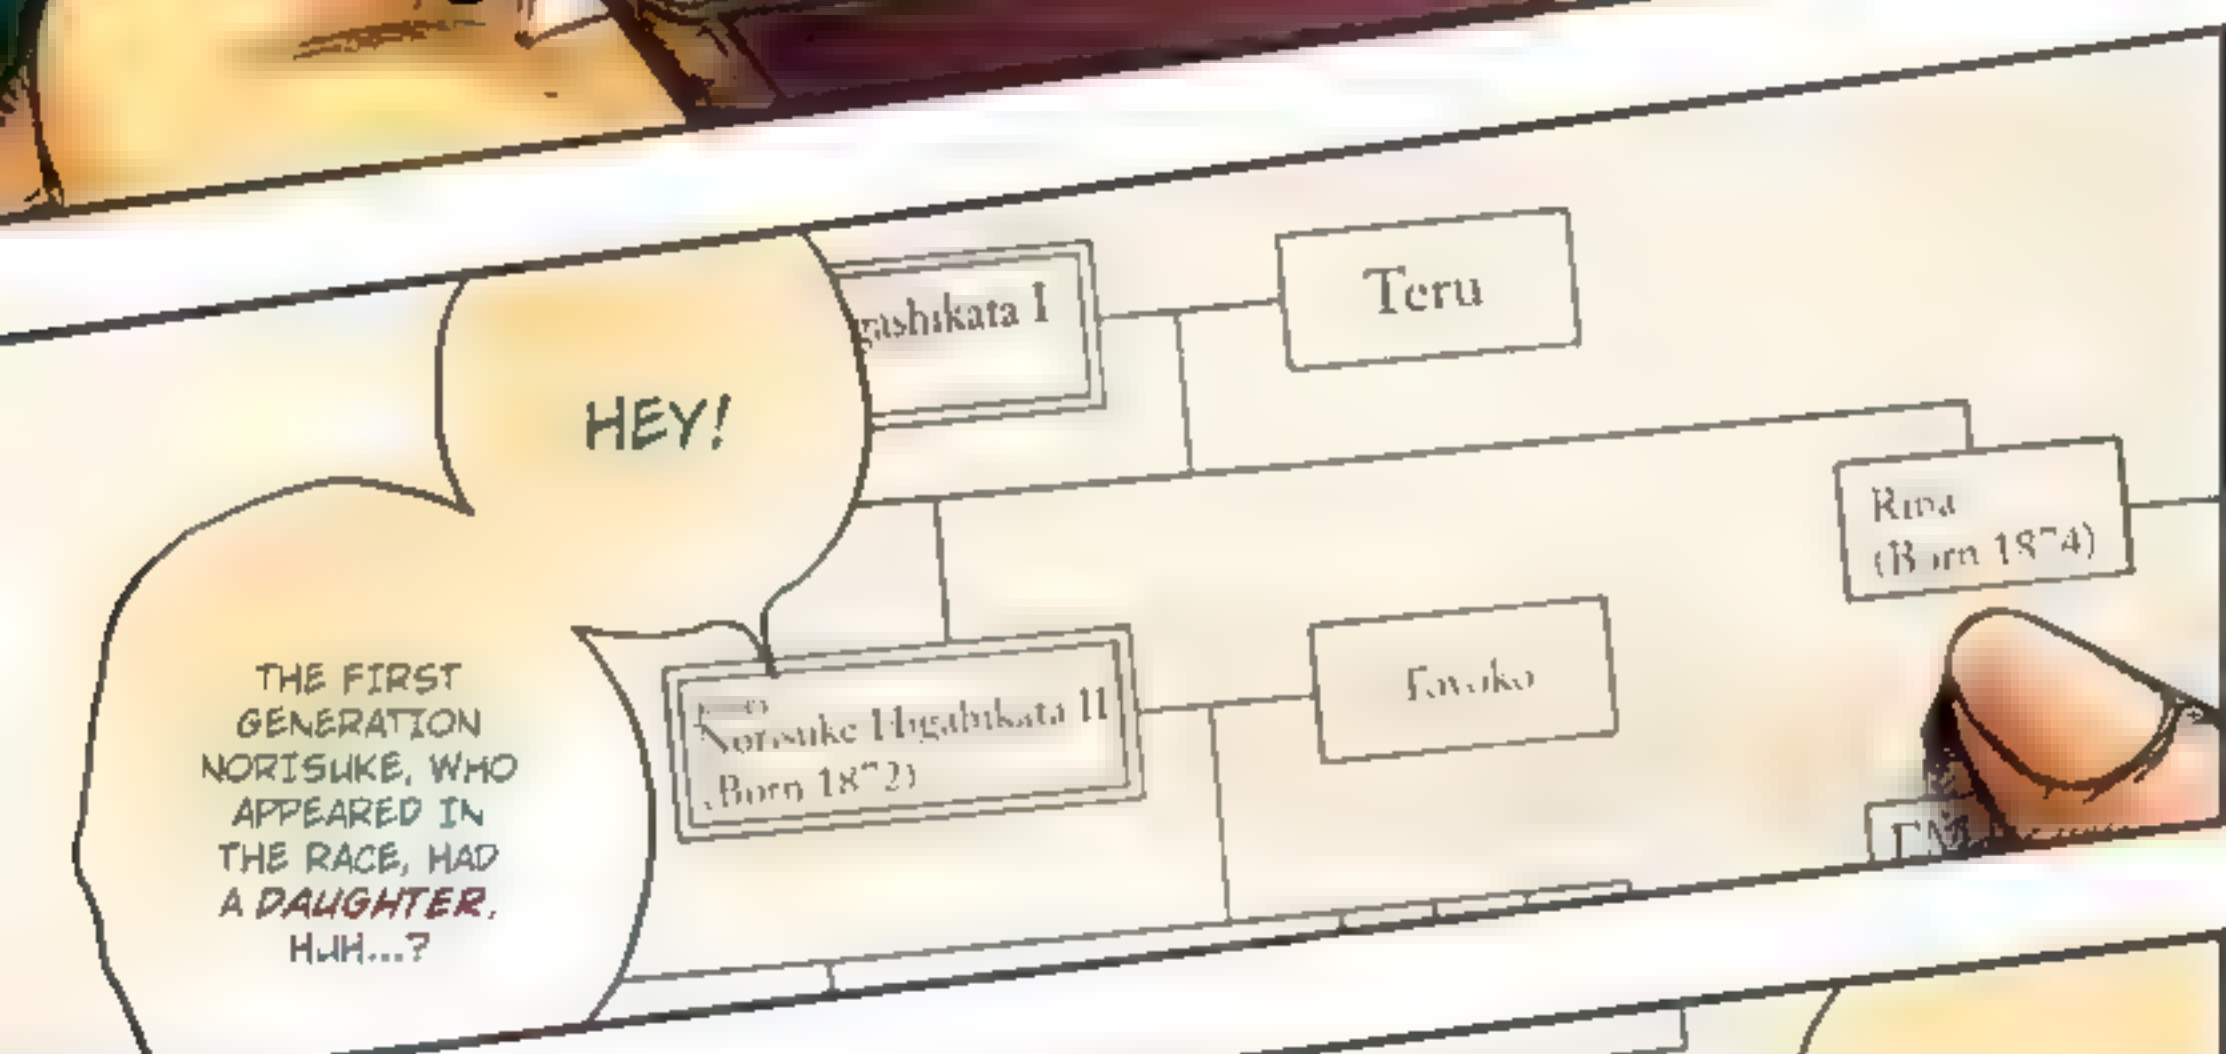 HEY!
THE FIRST
GENERATION
NORISUKE, WHO
APPEARED IN
THE RACE, HAD
A DAUGHTER,
HUH...?
gashikata I
Teru
Rina
(Born 1874)
Norisuke Higashikata II
(Born 1872)